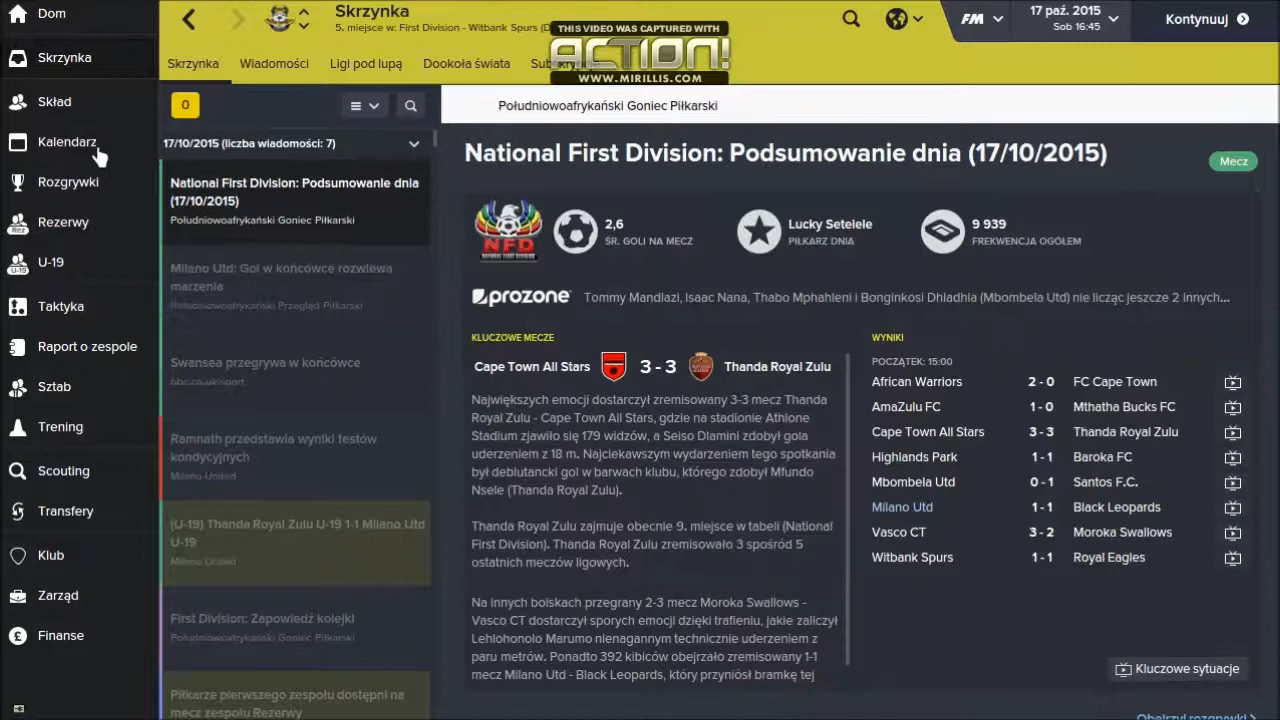 Dom
Skrzynka
Skład
Kalendarz
Rozgrywki
Rezerwy
U-19
Taktyka
Raport o zespole
Sztab
Trening
Scouting
Transfery
Klub
Zarząd
Finanse
Skrzynka
5. miejsce w: First Division - Witbank Spurs (D
THIS VIDEO WAS CAPTURED WITH
ACTION!
WWW.MIRILLIS.COM
FM
17 paź. 2015
Sob 16:45
Kontynuuj
Skrzynka Wiadomości Ligi pod lupą Dookoła świata
0
17/10/2015 (liczba wiadomości: 7)
National First Division: Podsumowanie dnia
(17/10/2015)
Południowoafrykański Goniec Piłkarski
Milano Utd: Gol w końcówce rozwiewa
marzenia
Południowoafrykański Przegląd Piłkarski
Swansea przegrywa w końcówce
bbc.co.uk/sport
Ramnath przedstawia wyniki testów
kondycyjnych
Milano United
(U-19) Thanda Royal Zulu U-19 1-1 Milano Utd
U-19
Milano United
First Division: Zapowiedź kolejki
Południowoafrykański Goniec Piłkarski
Piłkarze pierwszego zespołu dostępni na
mecz zespołu Rezerwy
Południowoafrykański Goniec Piłkarski
National First Division: Podsumowanie dnia (17/10/2015)
Mecz
NFD
2,6
ŚR. GOLI NA MECZ
Lucky Setelele
PIŁKARZ DNIA
9 939
FREKWENCJA OGÓŁEM
prozone
Tommy Mandlazi, Isaac Nana, Thabo Mphahleni i Bonginkosi Dhladhla (Mbombela Utd) nie licząc jeszcze 2 innych...
KLUCZOWE MECZE
Cape Town All Stars 3 - 3 Thanda Royal Zulu
Największych emocji dostarczył zremisowany 3-3 mecz Thanda
Royal Zulu - Cape Town All Stars, gdzie na stadionie Athlone
Stadium zjawiło się 179 widzów, a Seiso Dlamini zdobył gola
uderzeniem z 18 m. Najciekawszym wydarzeniem tego spotkania
był debiutancki gol w barwach klubu, którego zdobył Mfundo
Nsele (Thanda Royal Zulu).
Thanda Royal Zulu zajmuje obecnie 9. miejsce w tabeli (National
First Division). Thanda Royal Zulu zremisowało 3 spośród 5
ostatnich meczów ligowych.
Na innych boiskach przegrany 2-3 mecz Moroka Swallows -
Vasco CT dostarczył sporych emocji dzięki trafieniu, jakie zaliczył
Lehlohonolo Marumo nienagannym technicznie uderzeniem z
paru metrów. Ponadto 392 kibiców obejrzało zremisowany 1-1
mecz Milano Utd - Black Leopards, który przyniósł bramkę tej
WYNIKI
POCZĄTEK: 15:00
African Warriors 2 - 0 FC Cape Town
AmaZulu FC 1 - 0 Mthatha Bucks FC
Cape Town All Stars 3 - 3 Thanda Royal Zulu
Highlands Park 1 - 1 Baroka FC
Mbombela Utd 0 - 1 Santos F.C.
Milano Utd 1 - 1 Black Leopards
Vasco CT 3 - 2 Moroka Swallows
Witbank Spurs 1 - 1 Royal Eagles
Kluczowe sytuacje
Obejrzyj rozgrywki